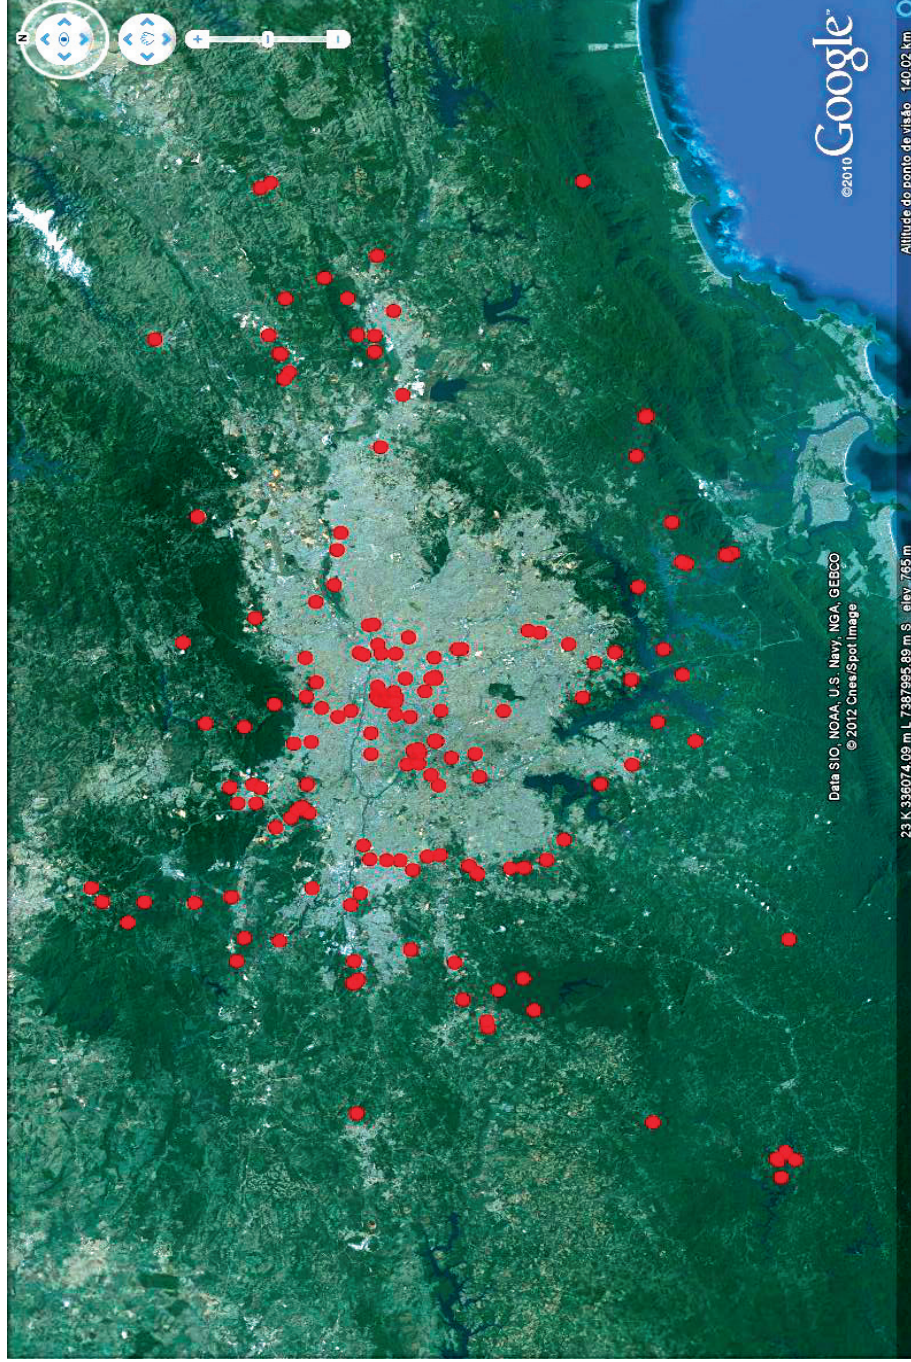 N
©2010 Google™
Data SIO, NOAA, U.S. Navy, NGA, GEBCO
© 2012 Cnes/Spot Image
23 K 336074.09 m L 7387995.89 m S elev 765 m
Altitude do ponto de visão 140.02 km